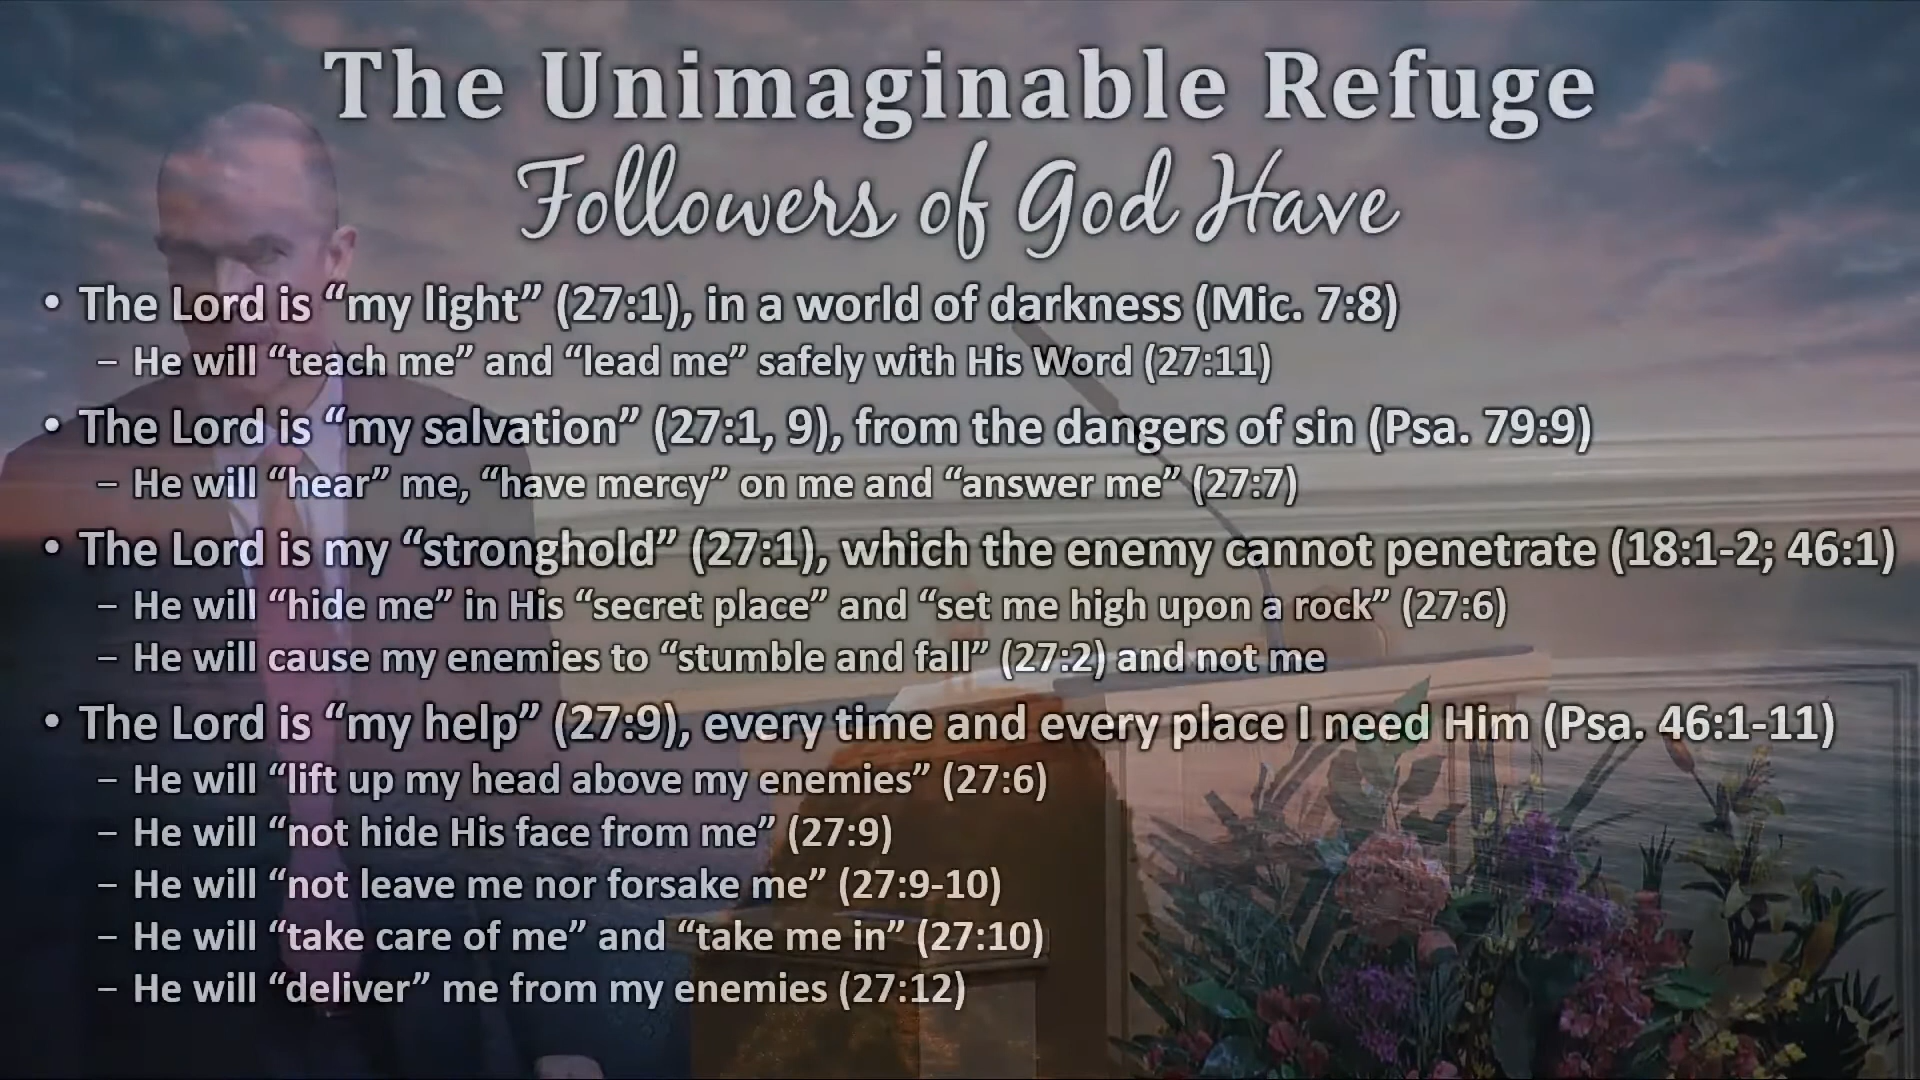 The Unimaginable Refuge
Followers of God Have
• The Lord is “my light” (27:1), in a world of darkness (Mic. 7:8)
– He will “teach me” and “lead me” safely with His Word (27:11)
• The Lord is “my salvation” (27:1, 9), from the dangers of sin (Psa. 79:9)
– He will “hear” me, “have mercy” on me and “answer me” (27:7)
• The Lord is my “stronghold” (27:1), which the enemy cannot penetrate (18:1-2; 46:1)
– He will “hide me” in His “secret place” and “set me high upon a rock” (27:6)
– He will cause my enemies to “stumble and fall” (27:2) and not me
• The Lord is “my help” (27:9), every time and every place I need Him (Psa. 46:1-11)
– He will “lift up my head above my enemies” (27:6)
– He will “not hide His face from me” (27:9)
– He will “not leave me nor forsake me” (27:9-10)
– He will “take care of me” and “take me in” (27:10)
– He will “deliver” me from my enemies (27:12)